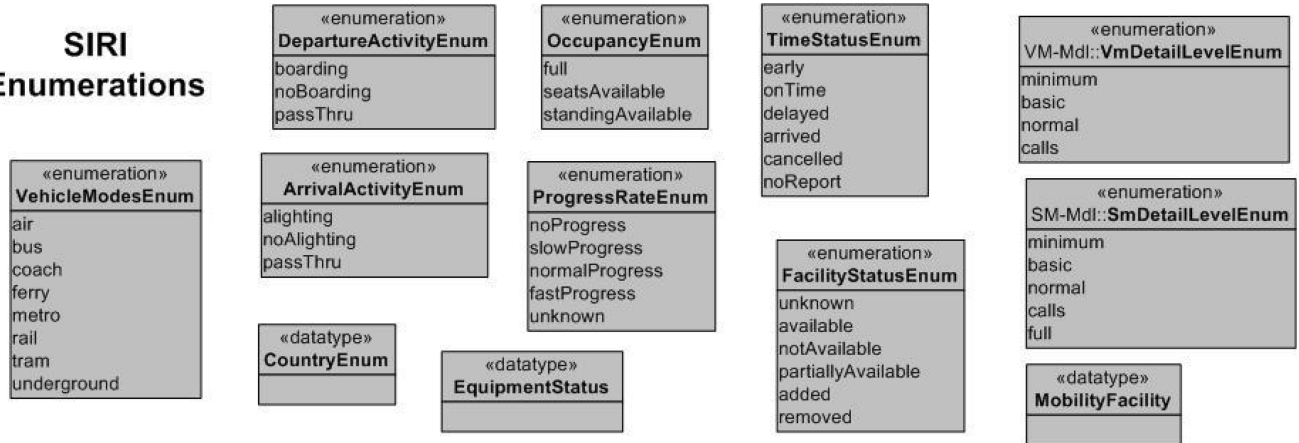 SIRI
Enumerations
«enumeration»
DepartureActivityEnum
boarding
noBoarding
passThru
«enumeration»
OccupancyEnum
full
seatsAvailable
standingAvailable
«enumeration»
TimeStatusEnum
early
onTime
delayed
arrived
cancelled
noReport
«enumeration»
VM-Mdl::VmDetailLevelEnum
minimum
basic
normal
calls
«enumeration»
VehicleModesEnum
air
bus
coach
ferry
metro
rail
tram
underground
«enumeration»
ArrivalActivityEnum
alighting
noAlighting
passThru
«enumeration»
ProgressRateEnum
noProgress
slowProgress
normalProgress
fastProgress
unknown
«enumeration»
FacilityStatusEnum
unknown
available
notAvailable
partiallyAvailable
added
removed
«enumeration»
SM-Mdl::SmDetailLevelEnum
minimum
basic
normal
calls
full
«datatype»
CountryEnum
«datatype»
EquipmentStatus
«datatype»
MobilityFacility